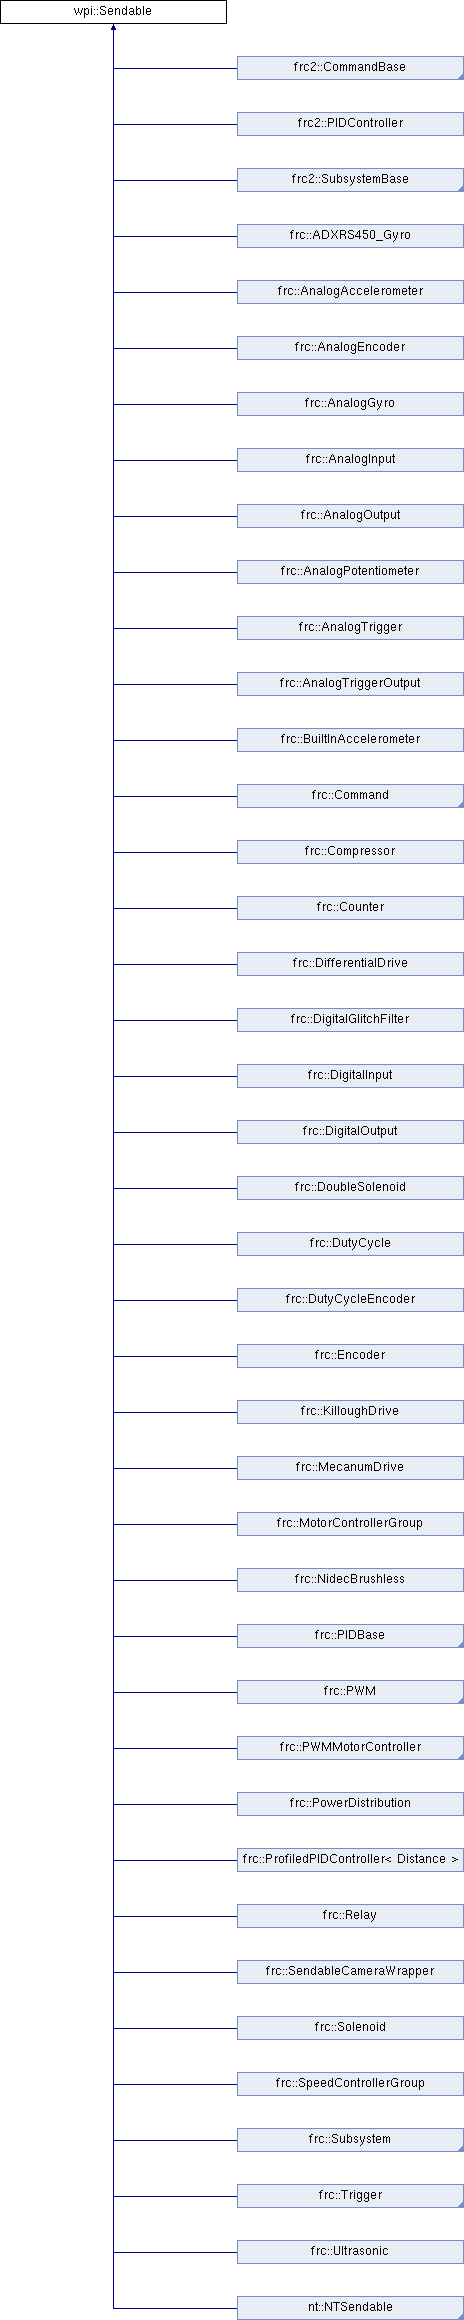 wpi::Sendable
frc2::CommandBase
frc2::PIDController
frc2::SubsystemBase
frc::ADXRS450_Gyro
frc::AnalogAccelerometer
frc::AnalogEncoder
frc::AnalogGyro
frc::AnalogInput
frc::AnalogOutput
frc::AnalogPotentiometer
frc::AnalogTrigger
frc::AnalogTriggerOutput
frc::BuiltInAccelerometer
frc::Command
frc::Compressor
frc::Counter
frc::DifferentialDrive
frc::DigitalGlitchFilter
frc::DigitalInput
frc::DigitalOutput
frc::DoubleSolenoid
frc::DutyCycle
frc::DutyCycleEncoder
frc::Encoder
frc::KilloughDrive
frc::MecanumDrive
frc::MotorControllerGroup
frc::NidecBrushless
frc::PIDBase
frc::PWM
frc::PWMMotorController
frc::PowerDistribution
frc::ProfiledPIDController< Distance >
frc::Relay
frc::SendableCameraWrapper
frc::Solenoid
frc::SpeedControllerGroup
frc::Subsystem
frc::Trigger
frc::Ultrasonic
nt::NTSendable